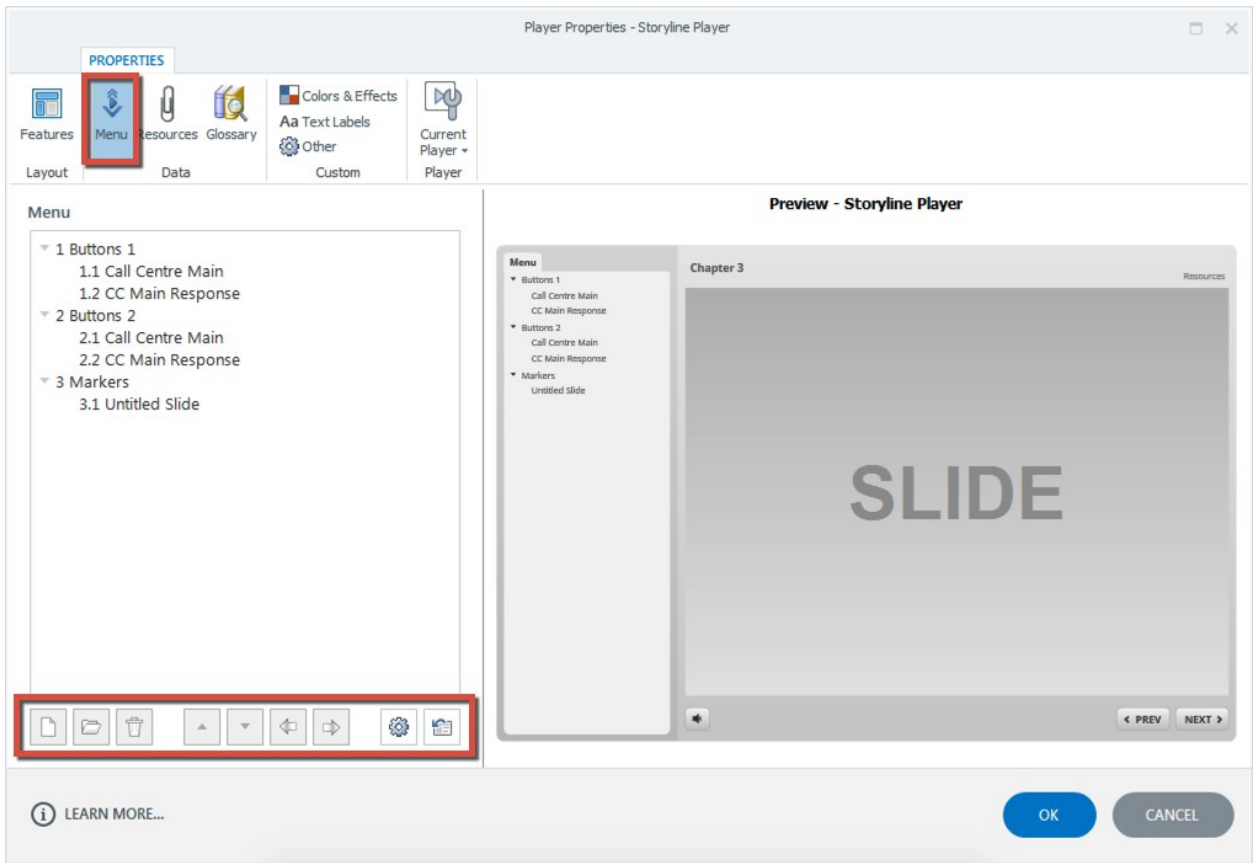 Player Properties - Storyline Player
PROPERTIES
Features
Menu
Resources
Glossary
Colors & Effects
Aa Text Labels
Other
Current
Player
Layout
Data
Custom
Player
Menu
1 Buttons 1
1.1 Call Centre Main
1.2 CC Main Response
2 Buttons 2
2.1 Call Centre Main
2.2 CC Main Response
3 Markers
3.1 Untitled Slide
Preview - Storyline Player
Menu
Buttons 1
Call Centre Main
CC Main Response
Buttons 2
Call Centre Main
CC Main Response
Markers
Untitled Slide
Chapter 3
Resources
SLIDE
PREV
NEXT
LEARN MORE...
OK
CANCEL